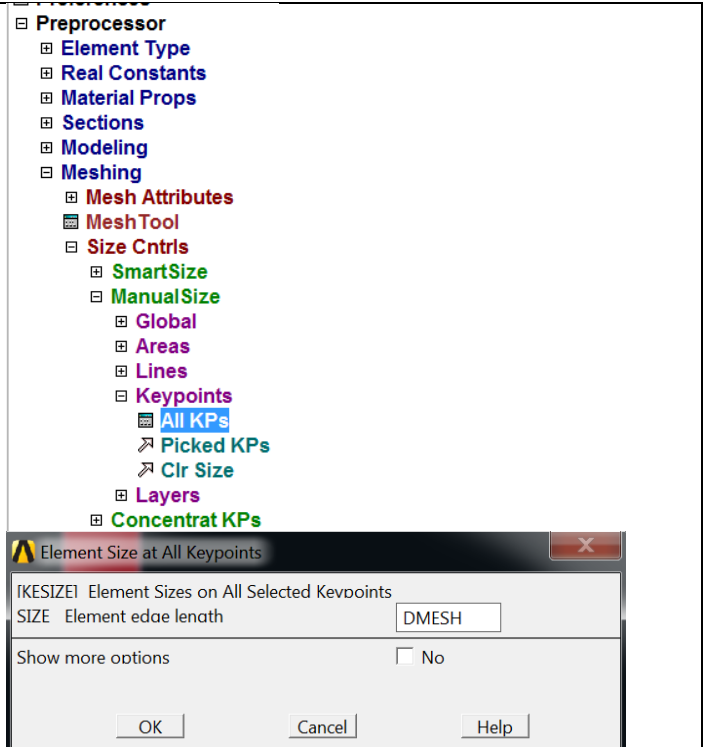 Preferences
Preprocessor
Element Type
Real Constants
Material Props
Sections
Modeling
Meshing
Mesh Attributes
MeshTool
Size Cntrls
SmartSize
ManualSize
Global
Areas
Lines
Keypoints
All KPs
Picked KPs
Clr Size
Layers
Concentrat KPs
Element Size at All Keypoints
[KESIZE] Element Sizes on All Selected Keypoints
SIZE Element edge length DMESH
Show more options No
OK Cancel Help